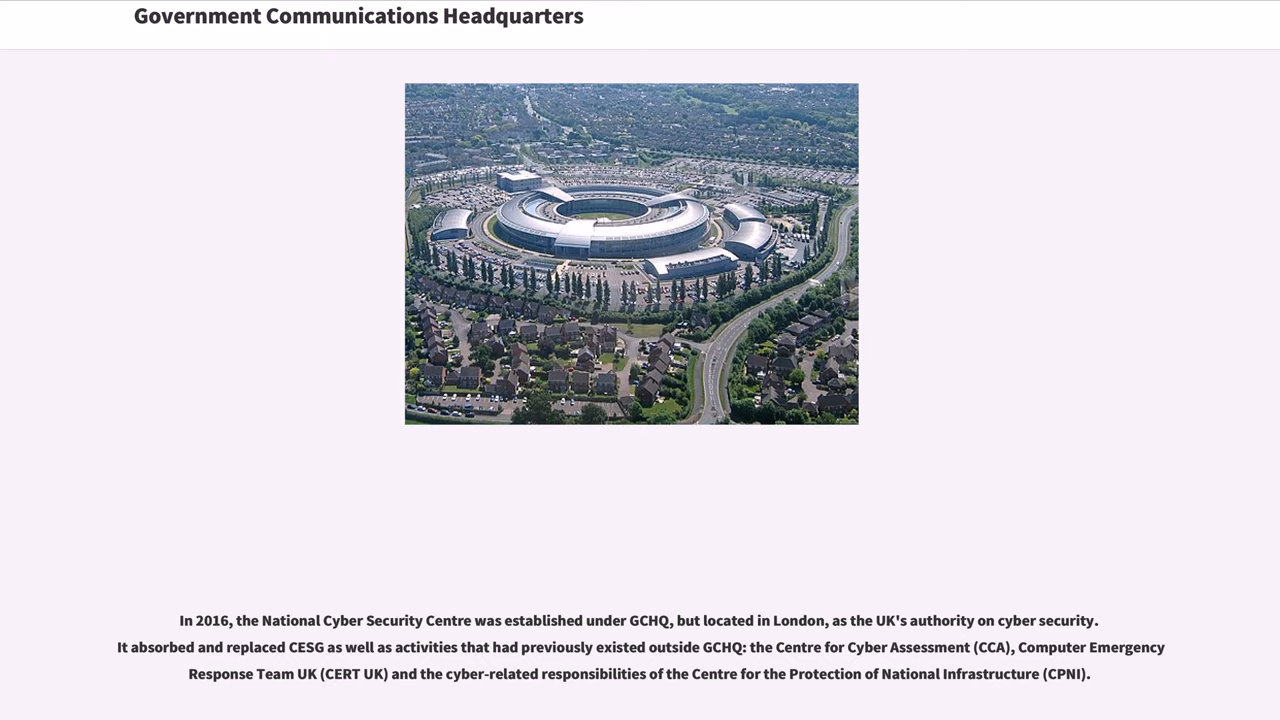 Government Communications Headquarters
In 2016, the National Cyber Security Centre was established under GCHQ, but located in London, as the UK's authority on cyber security.
It absorbed and replaced CESG as well as activities that had previously existed outside GCHQ: the Centre for Cyber Assessment (CCA), Computer Emergency
Response Team UK (CERT UK) and the cyber-related responsibilities of the Centre for the Protection of National Infrastructure (CPNI).